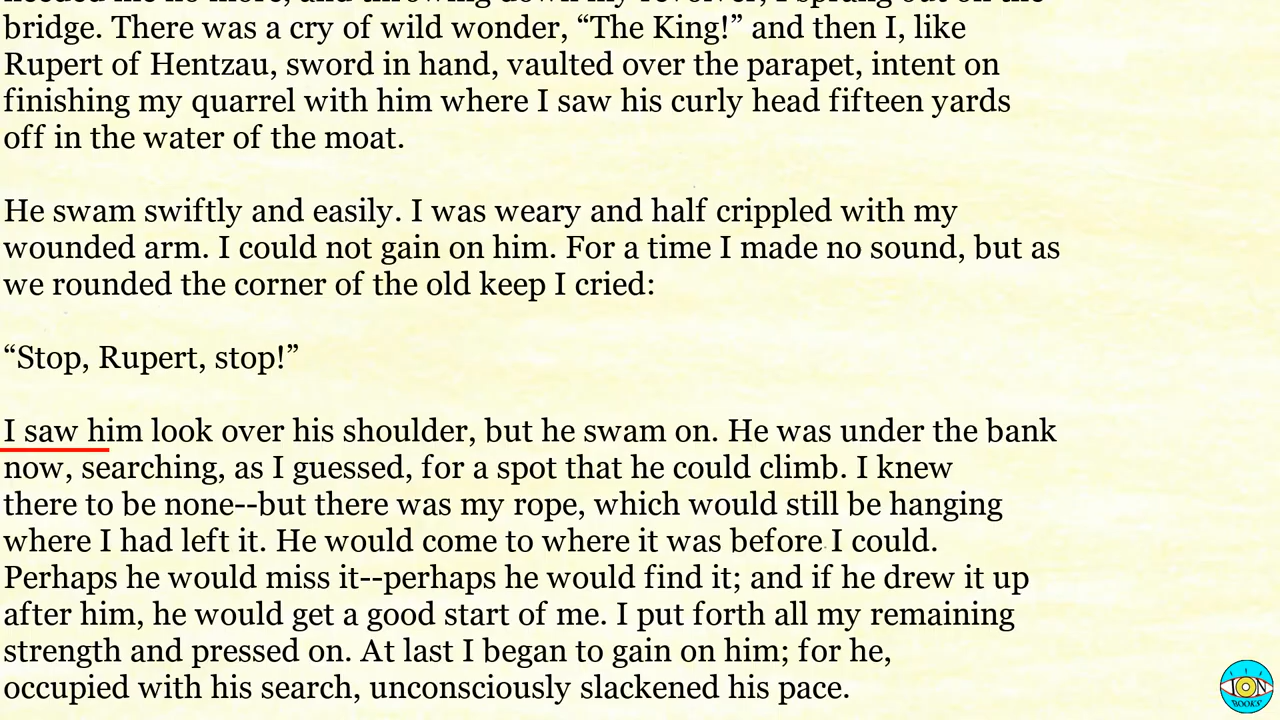 bridge. There was a cry of wild wonder, “The King!” and then I, like
Rupert of Hentzau, sword in hand, vaulted over the parapet, intent on
finishing my quarrel with him where I saw his curly head fifteen yards
off in the water of the moat.
He swam swiftly and easily. I was weary and half crippled with my
wounded arm. I could not gain on him. For a time I made no sound, but as
we rounded the corner of the old keep I cried:
“Stop, Rupert, stop!”
I saw him look over his shoulder, but he swam on. He was under the bank
now, searching, as I guessed, for a spot that he could climb. I knew
there to be none--but there was my rope, which would still be hanging
where I had left it. He would come to where it was before I could.
Perhaps he would miss it--perhaps he would find it; and if he drew it up
after him, he would get a good start of me. I put forth all my remaining
strength and pressed on. At last I began to gain on him; for he,
occupied with his search, unconsciously slackened his pace.
ION
BOOKS